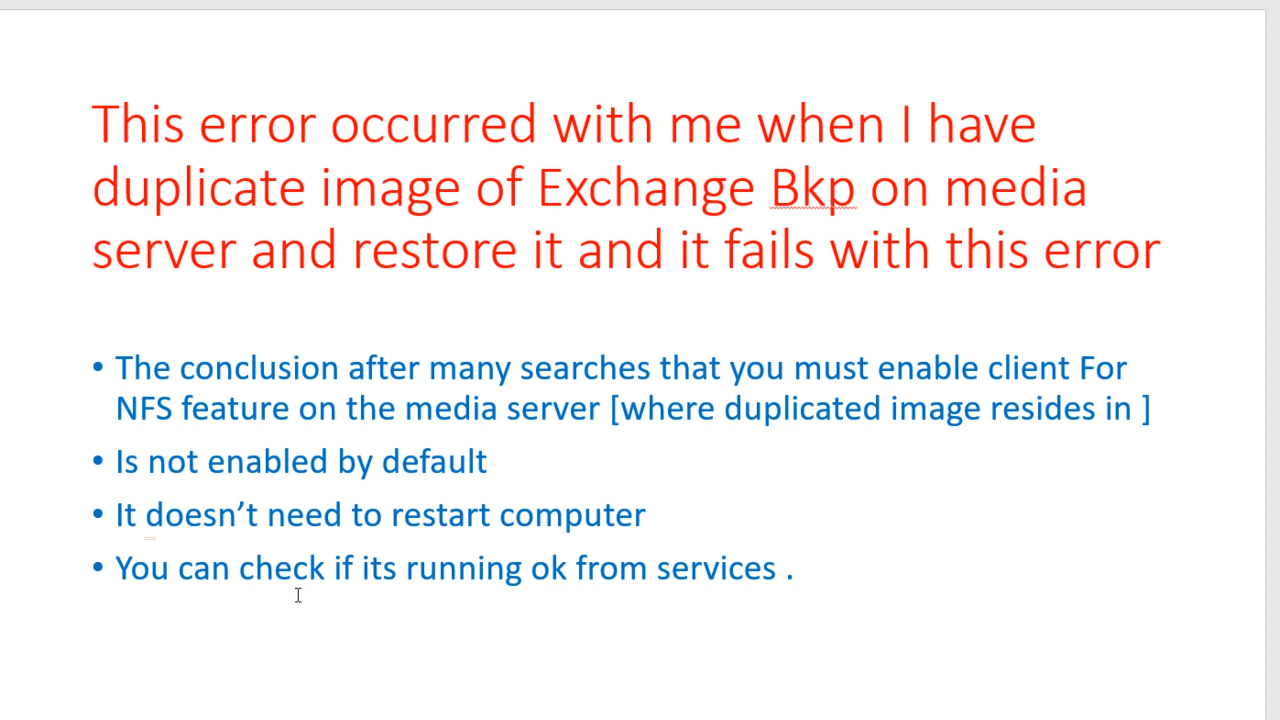 This error occurred with me when I have
duplicate image of Exchange Bkp on media
server and restore it and it fails with this error
• The conclusion after many searches that you must enable client For
NFS feature on the media server [where duplicated image resides in ]
• Is not enabled by default
• It doesn’t need to restart computer
• You can check if its running ok from services .